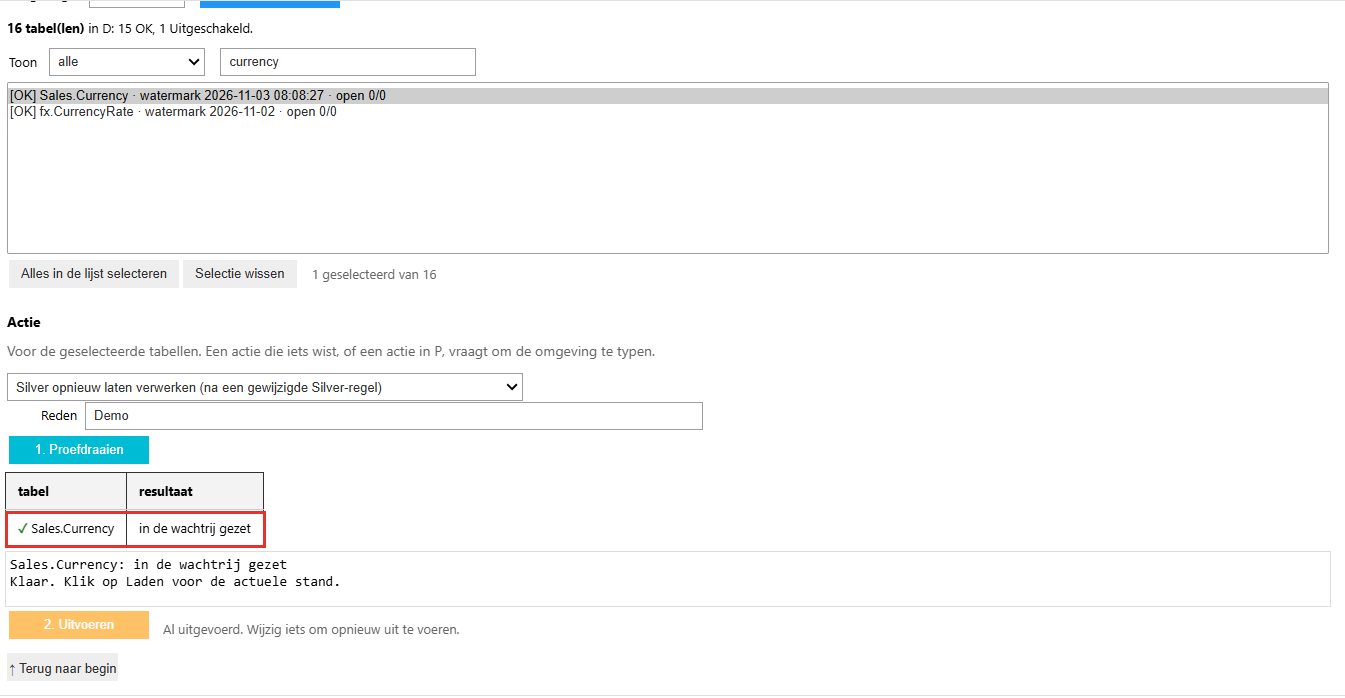 16 tabel(len) in D: 15 OK, 1 Uitgeschakeld.
Toon alle currency
[OK] Sales.Currency · watermark 2026-11-03 08:08:27 · open 0/0
[OK] fx.CurrencyRate · watermark 2026-11-02 · open 0/0
Alles in de lijst selecteren Selectie wissen 1 geselecteerd van 16
Actie
Voor de geselecteerde tabellen. Een actie die iets wist, of een actie in P, vraagt om de omgeving te typen.
Silver opnieuw laten verwerken (na een gewijzigde Silver-regel)
Reden Demo
1. Proefdraaien
tabel resultaat
✓ Sales.Currency in de wachtrij gezet
Sales.Currency: in de wachtrij gezet
Klaar. Klik op Laden voor de actuele stand.
2. Uitvoeren Al uitgevoerd. Wijzig iets om opnieuw uit te voeren.
↑ Terug naar begin